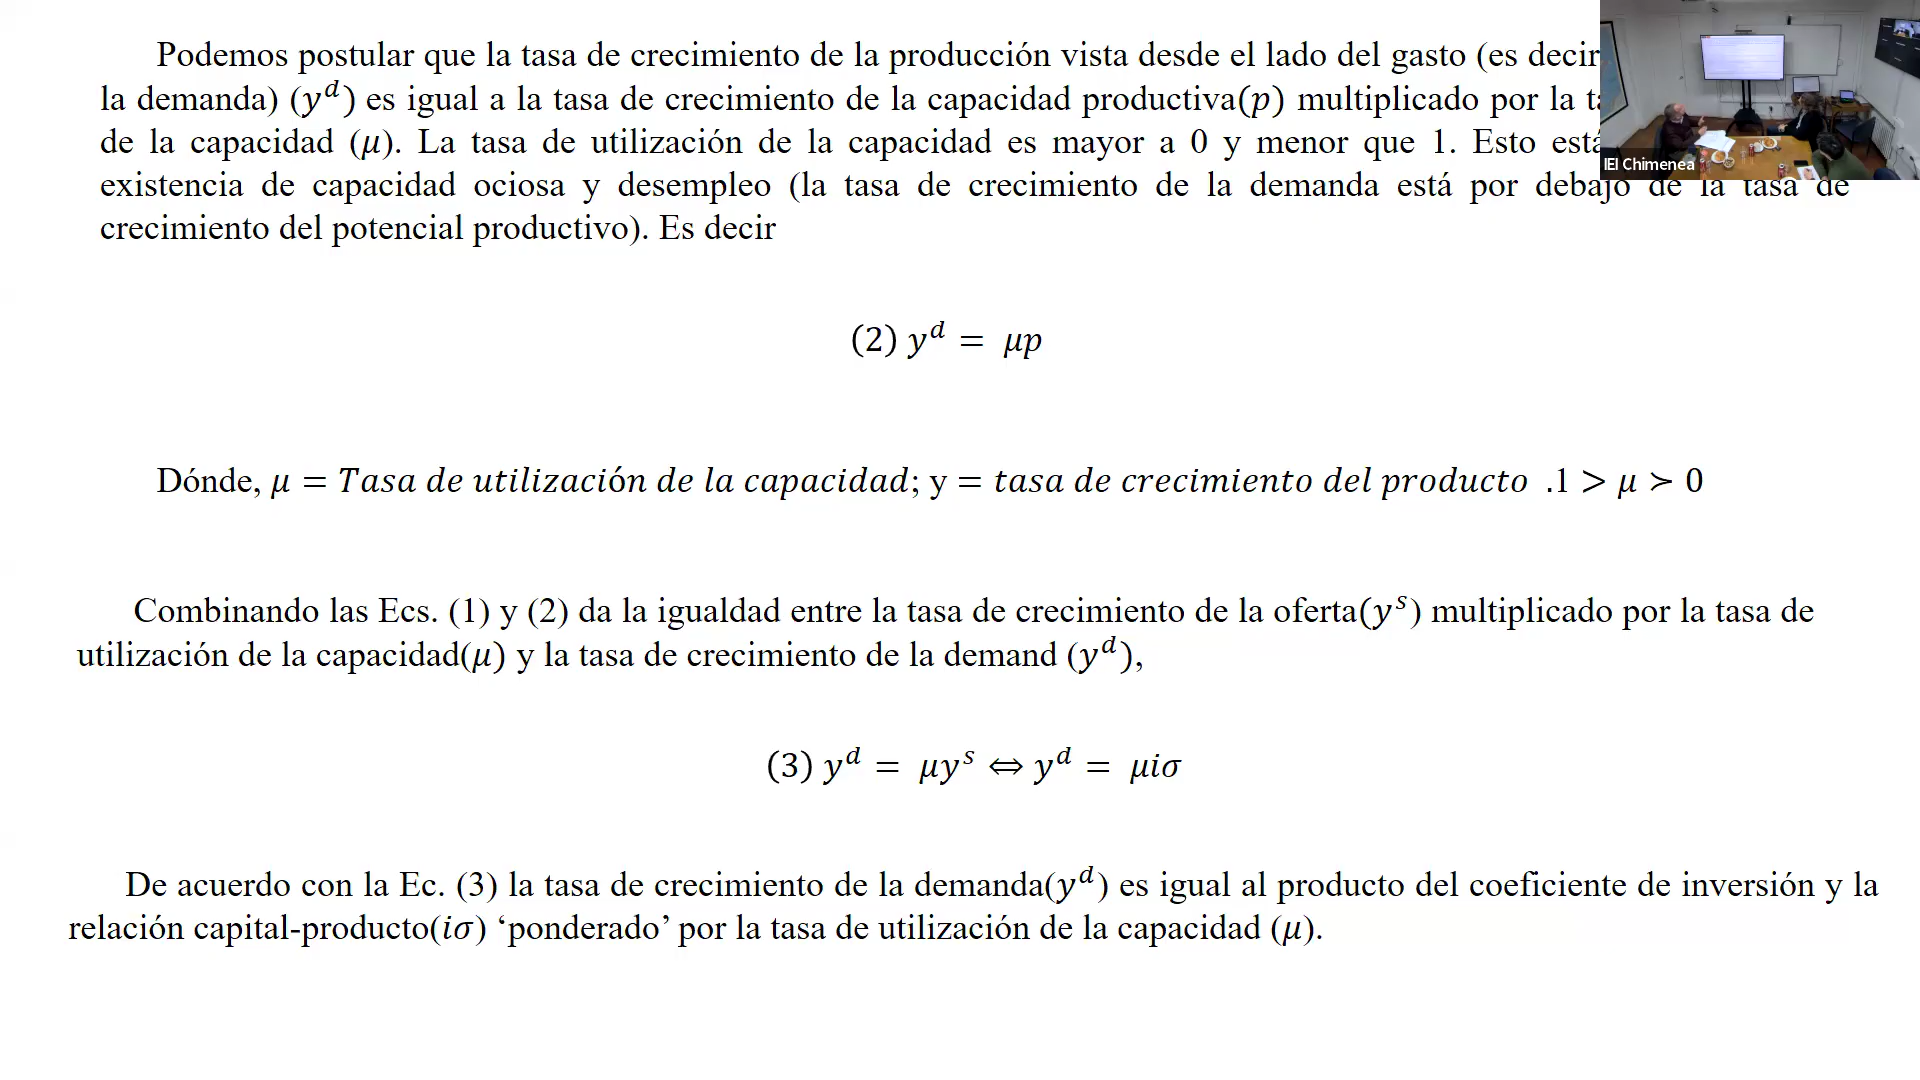 Podemos postular que la tasa de crecimiento de la producción vista desde el lado del gasto (es decir
la demanda) (𝑦ᵈ) es igual a la tasa de crecimiento de la capacidad productiva(𝑝) multiplicado por la
de la capacidad (𝜇). La tasa de utilización de la capacidad es mayor a 0 y menor que 1. Esto
existencia de capacidad ociosa y desempleo (la tasa de crecimiento de la demanda está por debajo de la tasa de
crecimiento del potencial productivo). Es decir
(2) 𝑦ᵈ = 𝜇𝑝
Dónde, 𝜇 = Tasa de utilización de la capacidad; y = tasa de crecimiento del producto .1 > 𝜇 ≻ 0
Combinando las Ecs. (1) y (2) da la igualdad entre la tasa de crecimiento de la oferta(𝑦ˢ) multiplicado por la tasa de
utilización de la capacidad(𝜇) y la tasa de crecimiento de la demand (𝑦ᵈ),
(3) 𝑦ᵈ = 𝜇𝑦ˢ ⇔ 𝑦ᵈ = 𝜇𝑖𝜎
De acuerdo con la Ec. (3) la tasa de crecimiento de la demanda(𝑦ᵈ) es igual al producto del coeficiente de inversión y la
relación capital-producto(𝑖𝜎) ‘ponderado’ por la tasa de utilización de la capacidad (𝜇).
IEI Chimenea